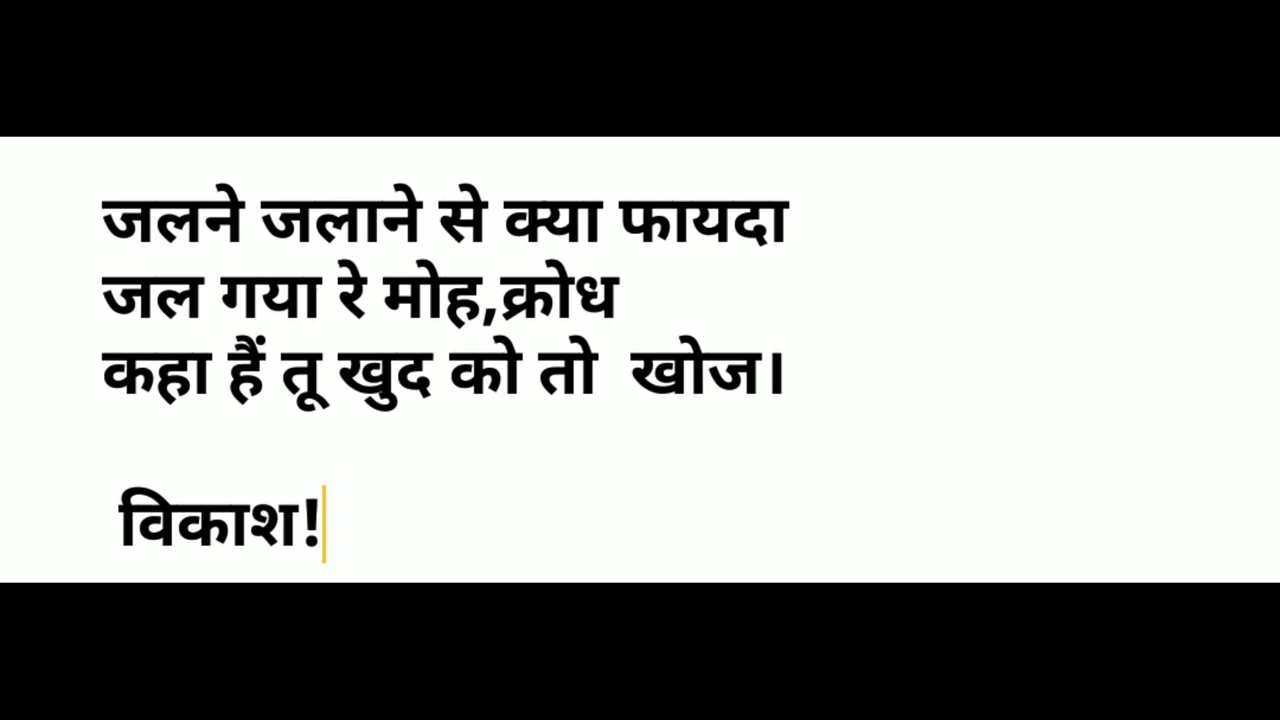 जलने जलाने से क्या फायदा
जल गया रे मोह,क्रोध
कहा हैं तू खुद को तो  खोज।
विकाश!